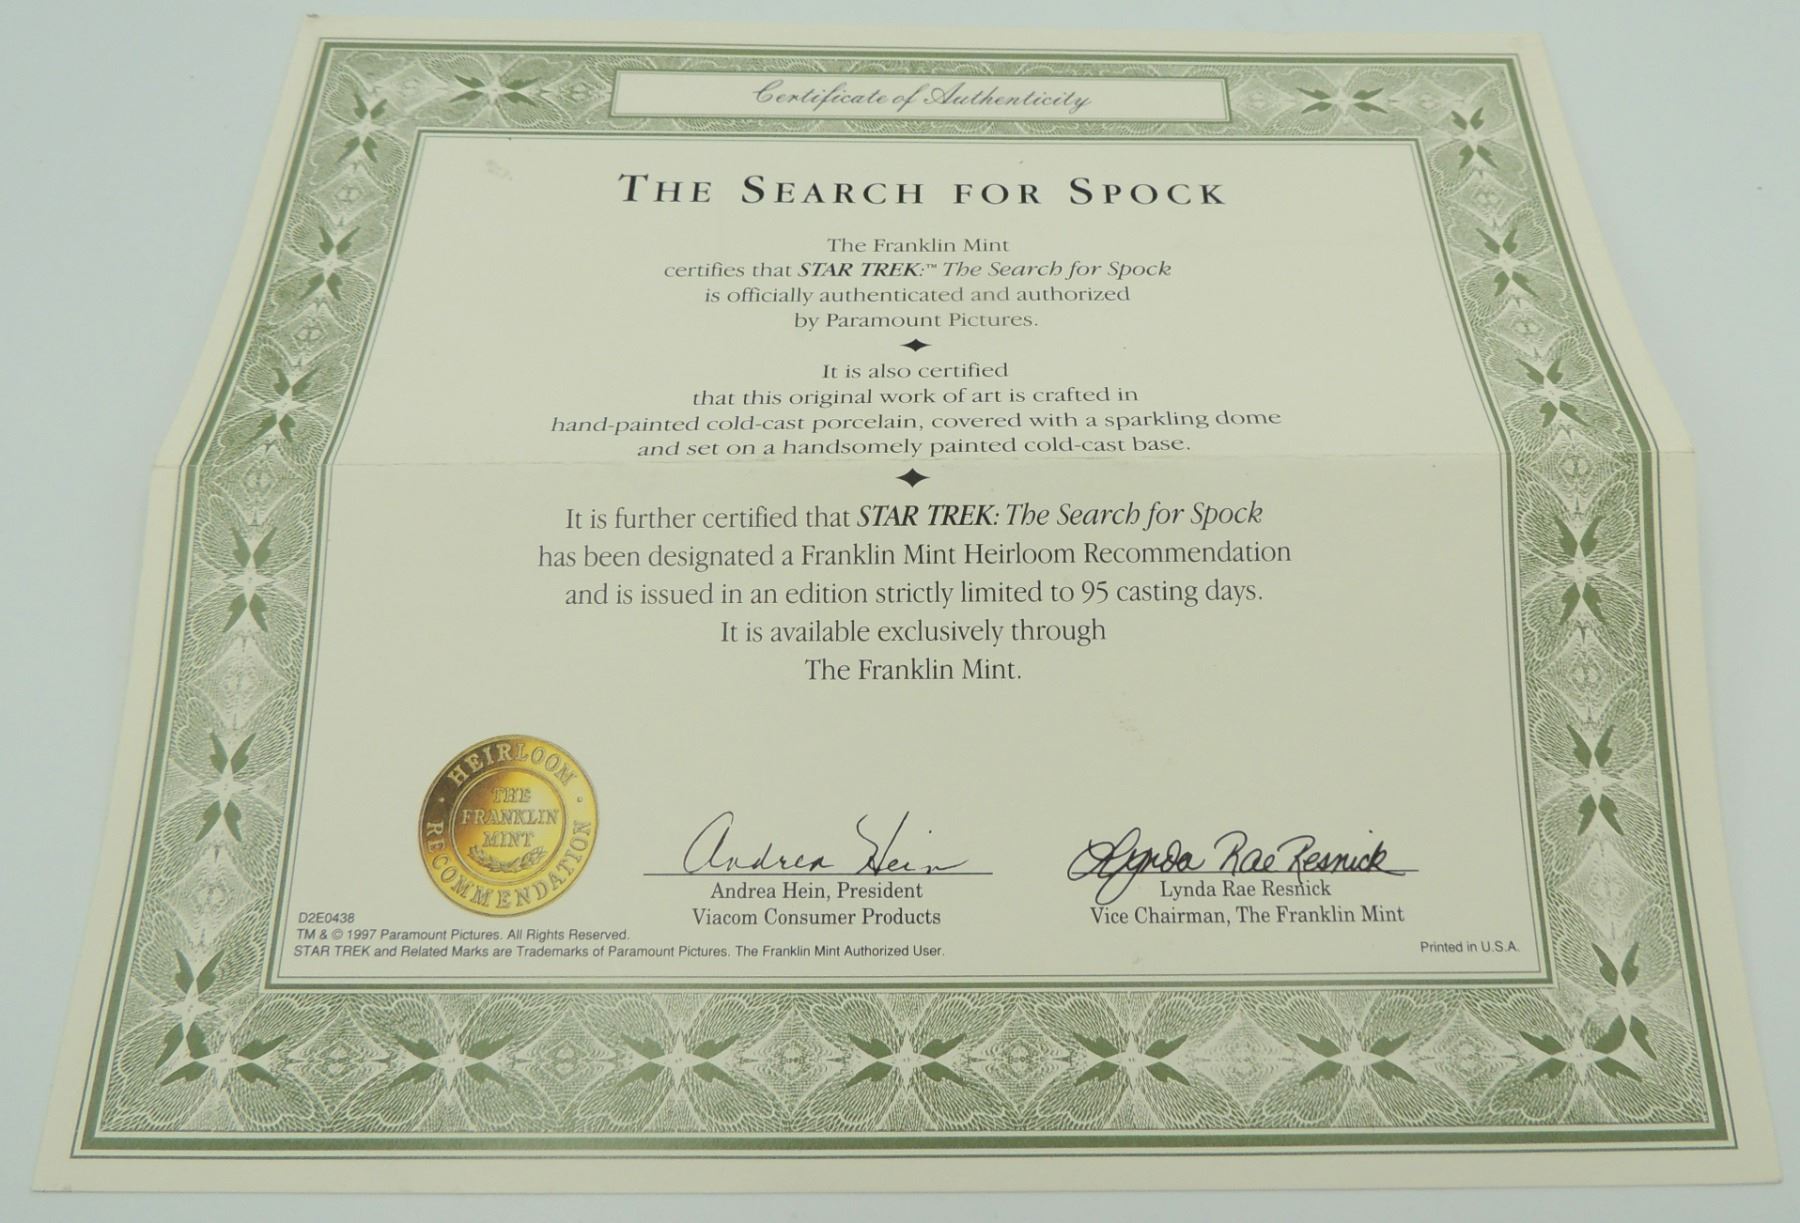 Certificate of Authenticity
THE SEARCH FOR SPOCK
The Franklin Mint
certifies that STAR TREK:™ The Search for Spock
is officially authenticated and authorized
by Paramount Pictures.
It is also certified
that this original work of art is crafted in
hand-painted cold-cast porcelain, covered with a sparkling dome
and set on a handsomely painted cold-cast base.
It is further certified that STAR TREK: The Search for Spock
has been designated a Franklin Mint Heirloom Recommendation
and is issued in an edition strictly limited to 95 casting days.
It is available exclusively through
The Franklin Mint.
HEIRLOOM
RECOMMENDATION
THE
FRANKLIN
MINT
Andrea Hein
Andrea Hein, President
Viacom Consumer Products
Lynda Rae Resnick
Lynda Rae Resnick
Vice Chairman, The Franklin Mint
D2E0438
TM & © 1997 Paramount Pictures. All Rights Reserved.
STAR TREK and Related Marks are Trademarks of Paramount Pictures. The Franklin Mint Authorized User.
Printed in U.S.A.